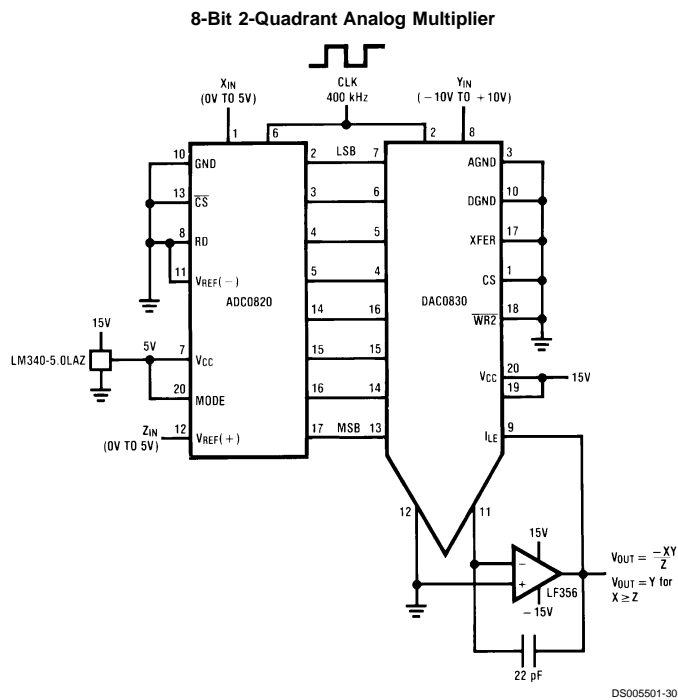 8-Bit 2-Quadrant Analog Multiplier
XIN
(0V TO 5V)
CLK
400 kHz
YIN
(−10V TO +10V)
1
6
2
8
10
GND
2
LSB
7
AGND
3
13
CS
3
6
DGND
10
8
RD
4
5
XFER
17
11
VREF(−)
5
4
CS
1
ADC0820
DAC0830
14
16
WR2
18
15V
LM340-5.0LAZ
5V
7
VCC
15
15
VCC
20
19
15V
20
MODE
16
14
ZIN
(0V TO 5V)
12
VREF(+)
17
MSB
13
ILE
9
12
11
15V
−
+
LF356
−15V
VOUT = −XY
Z
VOUT = Y for
X ≥ Z
22 pF
DS005501-30